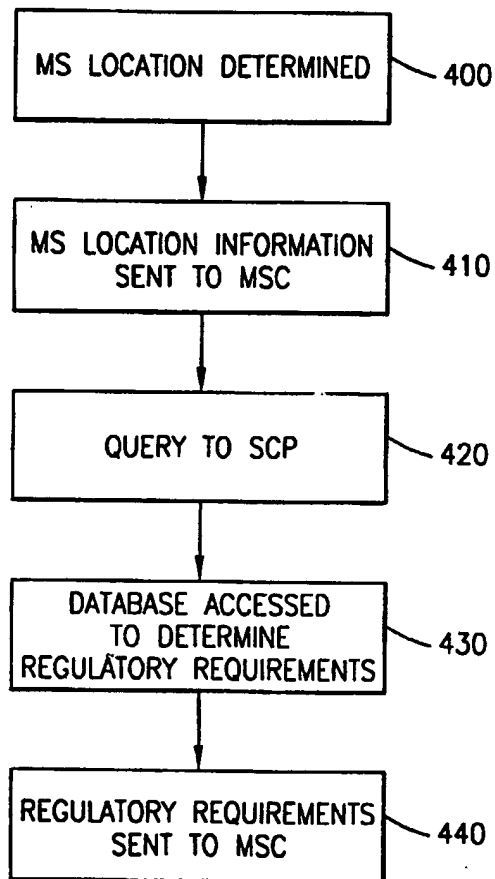 MS LOCATION DETERMINED
400
MS LOCATION INFORMATION
SENT TO MSC
410
QUERY TO SCP
420
DATABASE ACCESSED
TO DETERMINE
REGULATORY REQUIREMENTS
430
REGULATORY REQUIREMENTS
SENT TO MSC
440